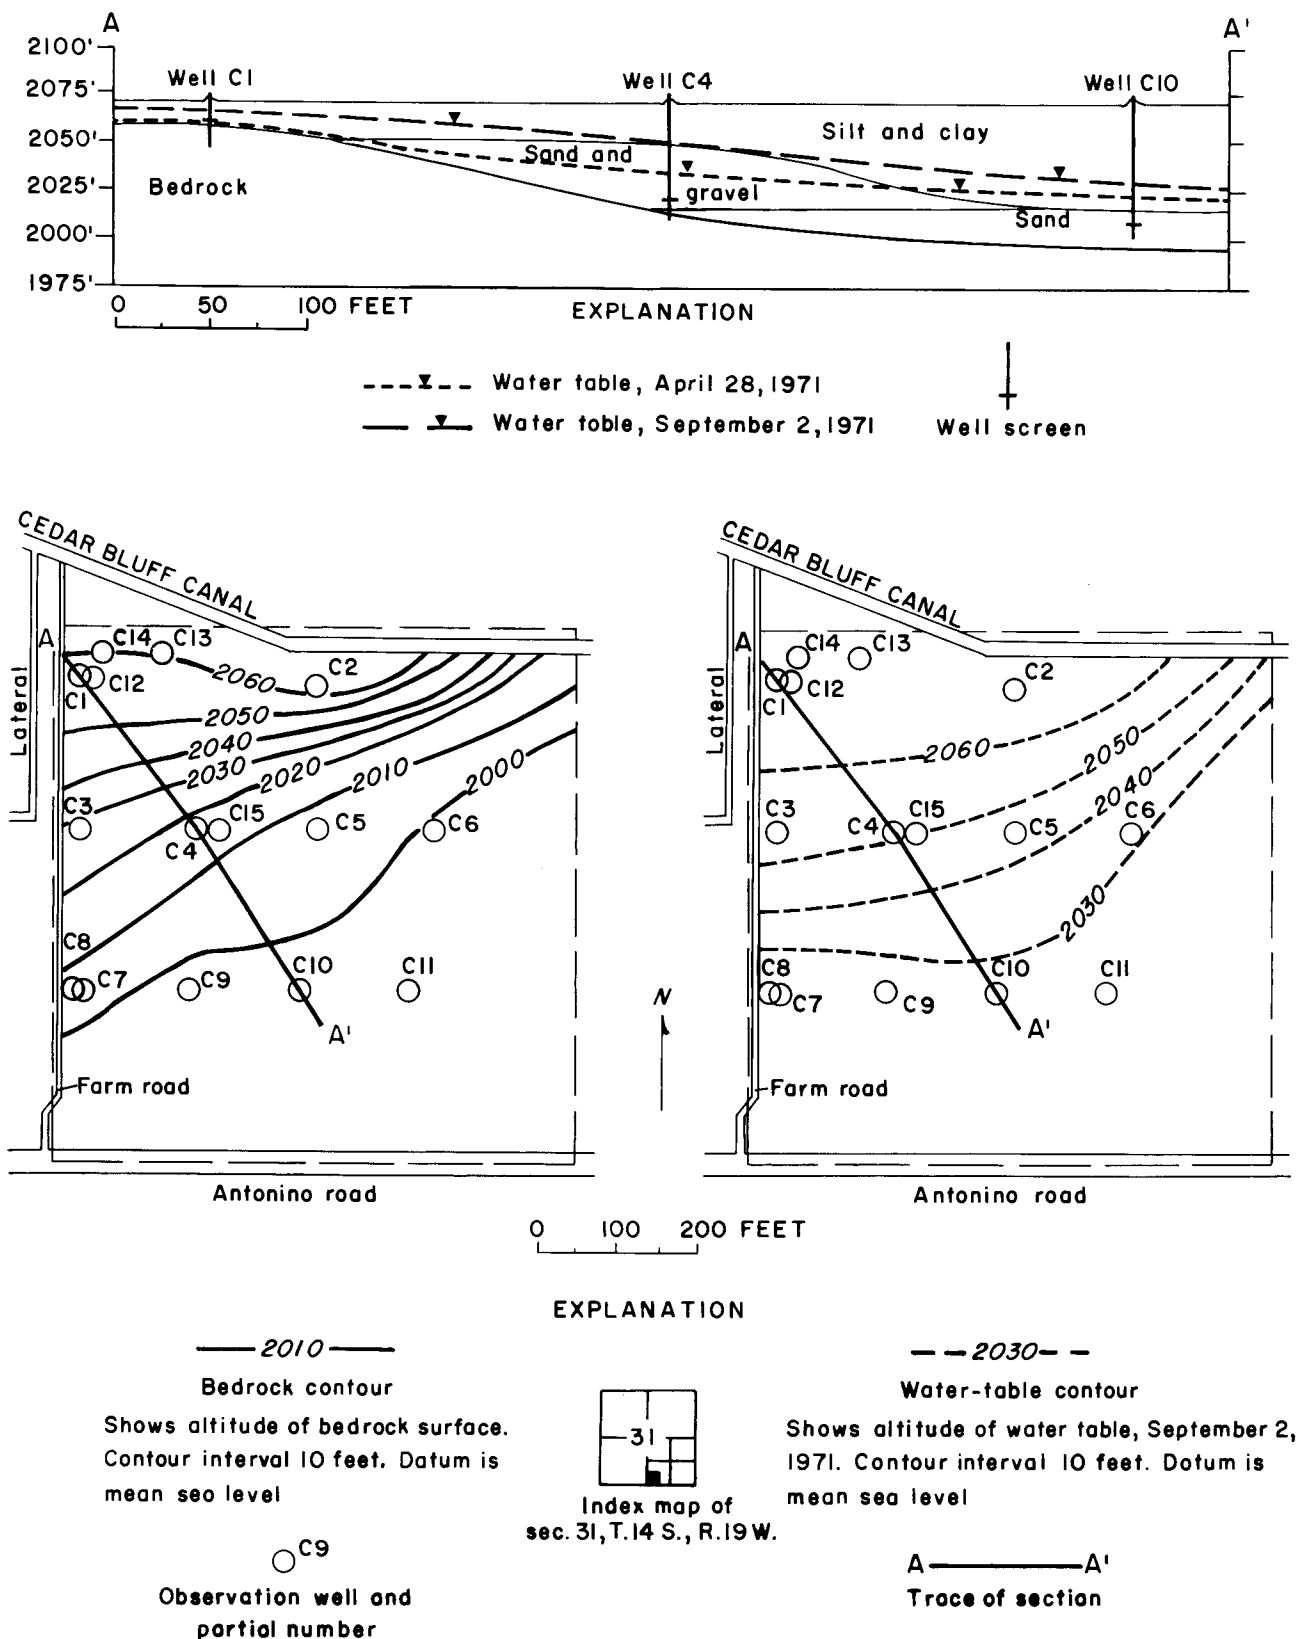 A A'
2100'
2075'
2050'
2025'
2000'
1975'
Well C1
Well C4
Well C10
Silt and clay
Sand and
gravel
Bedrock
Sand
0 50 100 FEET
EXPLANATION
Water table, April 28, 1971
Water toble, September 2, 1971
Well screen
CEDAR BLUFF CANAL
A
C14
C13
C2
C12
C1
Lateral
2060
2050
2040
2030
2020
2010
2000
C3
C15
C4
C5
C6
C8
C7
C9
C10
C11
A'
Farm road
Antonino road
N
CEDAR BLUFF CANAL
A
C14
C13
C2
C12
C1
Lateral
2060
2050
2040
2030
C3
C4
C15
C5
C6
C8
C7
C9
C10
C11
A'
Farm road
Antonino road
0 100 200 FEET
EXPLANATION
2010
Bedrock contour
Shows altitude of bedrock surface.
Contour interval 10 feet. Datum is
mean seo level
C9
Observation well and
partial number
31
Index map of
sec. 31, T.14 S., R.19 W.
2030
Water-table contour
Shows altitude of water table, September 2,
1971. Contour interval 10 feet. Dotum is
mean sea level
A A'
Trace of section